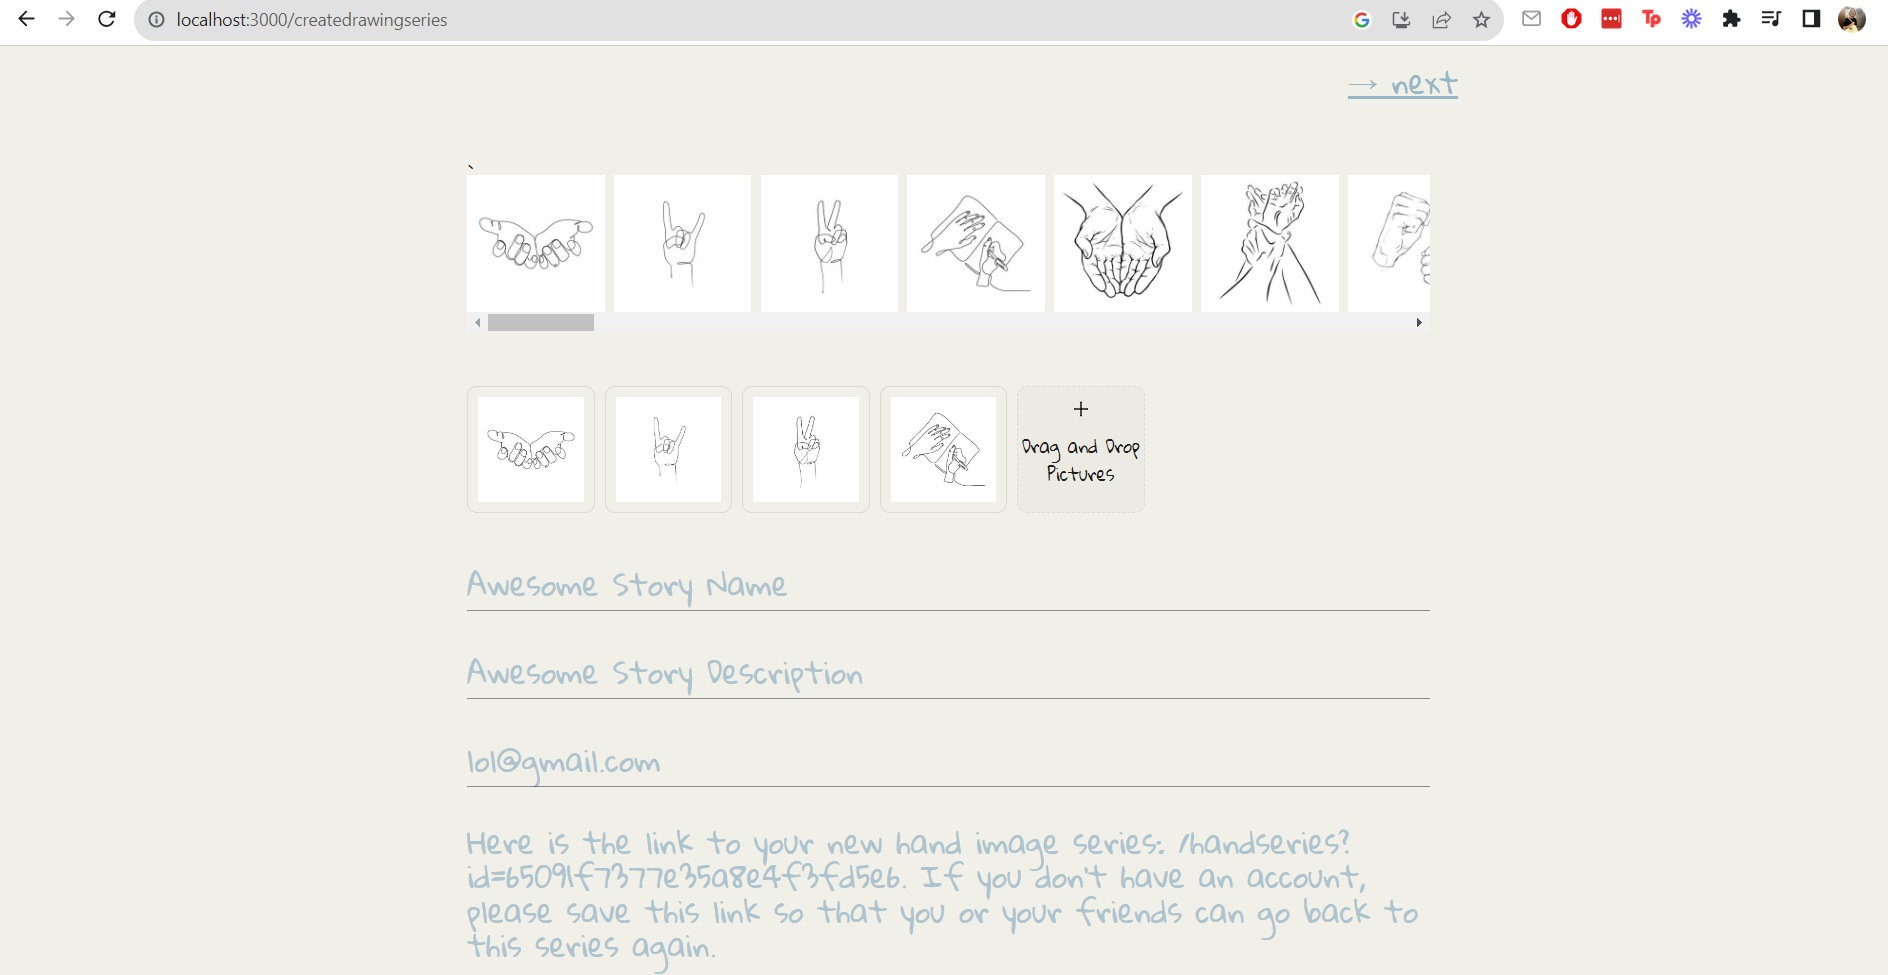 localhost:3000/createdrawingseries
→ next
`
+
Drag and Drop
Pictures
Awesome Story Name
Awesome Story Description
lol@gmail.com
Here is the link to your new hand image series: /handseries?
id=65091f7377e35a8e4f3fd5e6. If you don't have an account,
please save this link so that you or your friends can go back to
this series again.